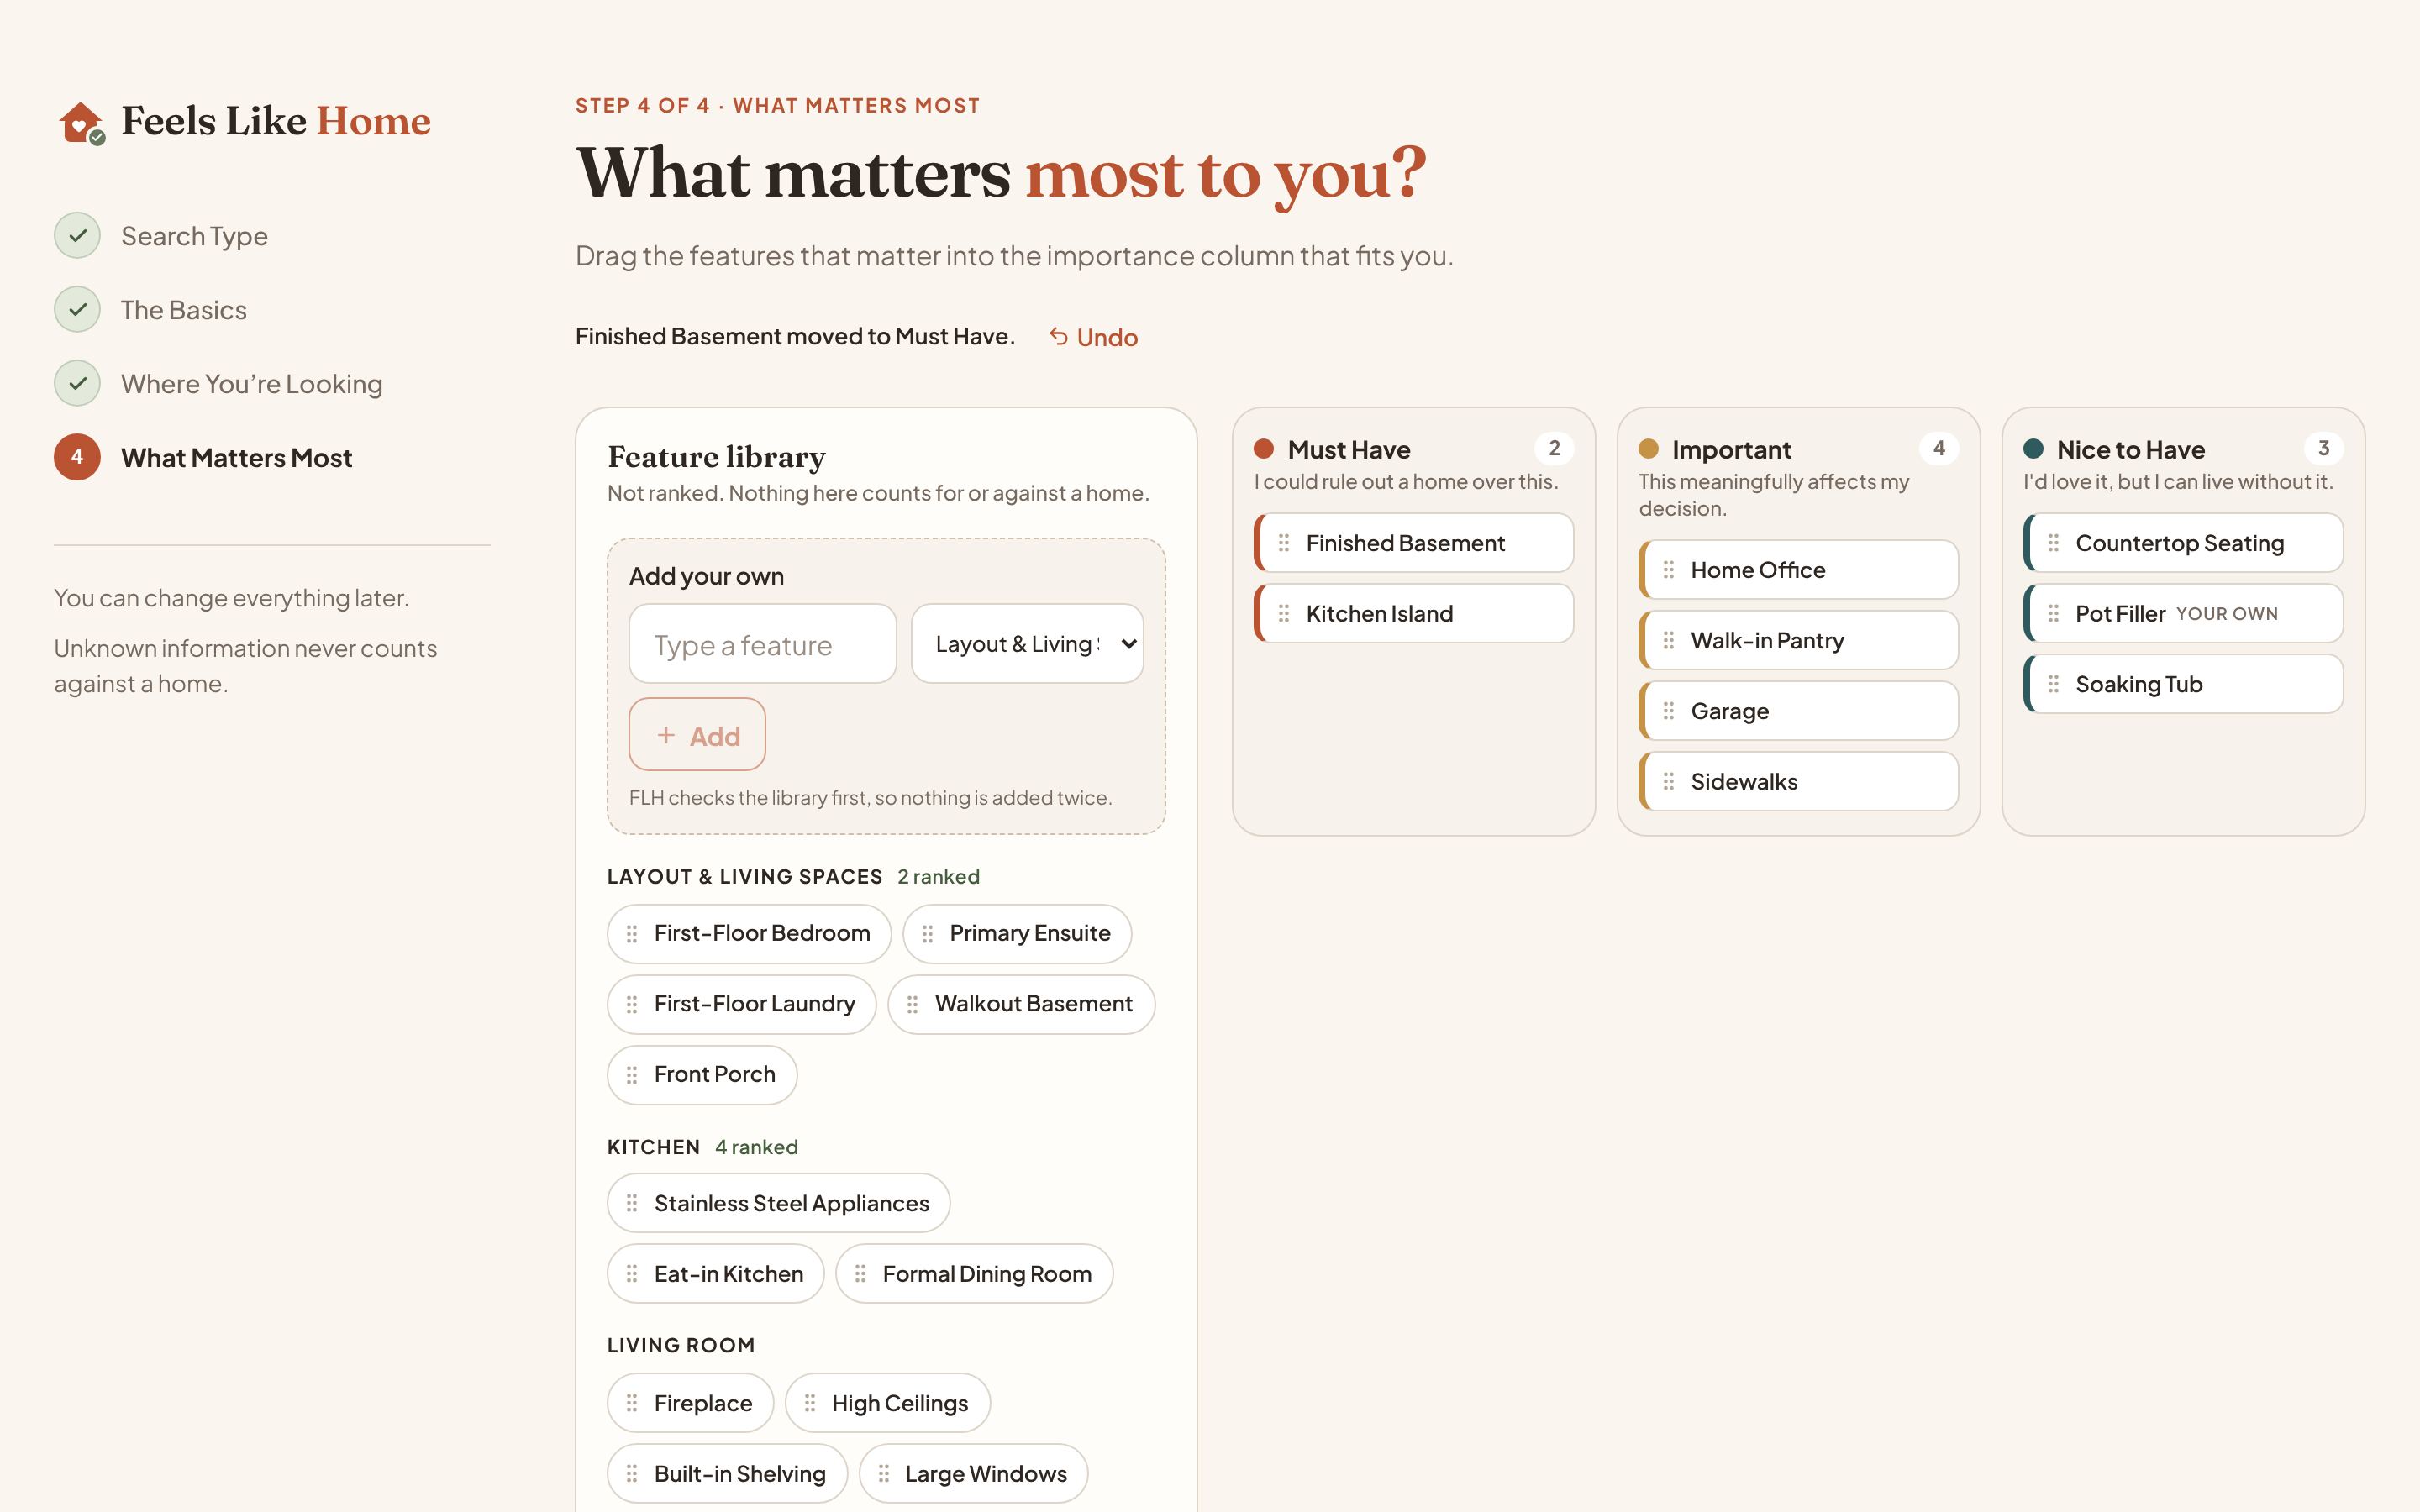 Feels Like Home
Search Type
The Basics
Where You’re Looking
4
What Matters Most
You can change everything later.
Unknown information never counts
against a home.
STEP 4 OF 4 · WHAT MATTERS MOST
What matters most to you?
Drag the features that matter into the importance column that fits you.
Finished Basement moved to Must Have.
Undo
Feature library
Not ranked. Nothing here counts for or against a home.
Add your own
Type a feature
Layout & Living
+ Add
FLH checks the library first, so nothing is added twice.
LAYOUT & LIVING SPACES 2 ranked
First-Floor Bedroom
Primary Ensuite
First-Floor Laundry
Walkout Basement
Front Porch
KITCHEN 4 ranked
Stainless Steel Appliances
Eat-in Kitchen
Formal Dining Room
LIVING ROOM
Fireplace
High Ceilings
Built-in Shelving
Large Windows
Must Have 2
I could rule out a home over this.
Finished Basement
Kitchen Island
Important 4
This meaningfully affects my
decision.
Home Office
Walk-in Pantry
Garage
Sidewalks
Nice to Have 3
I'd love it, but I can live without it.
Countertop Seating
Pot Filler YOUR OWN
Soaking Tub